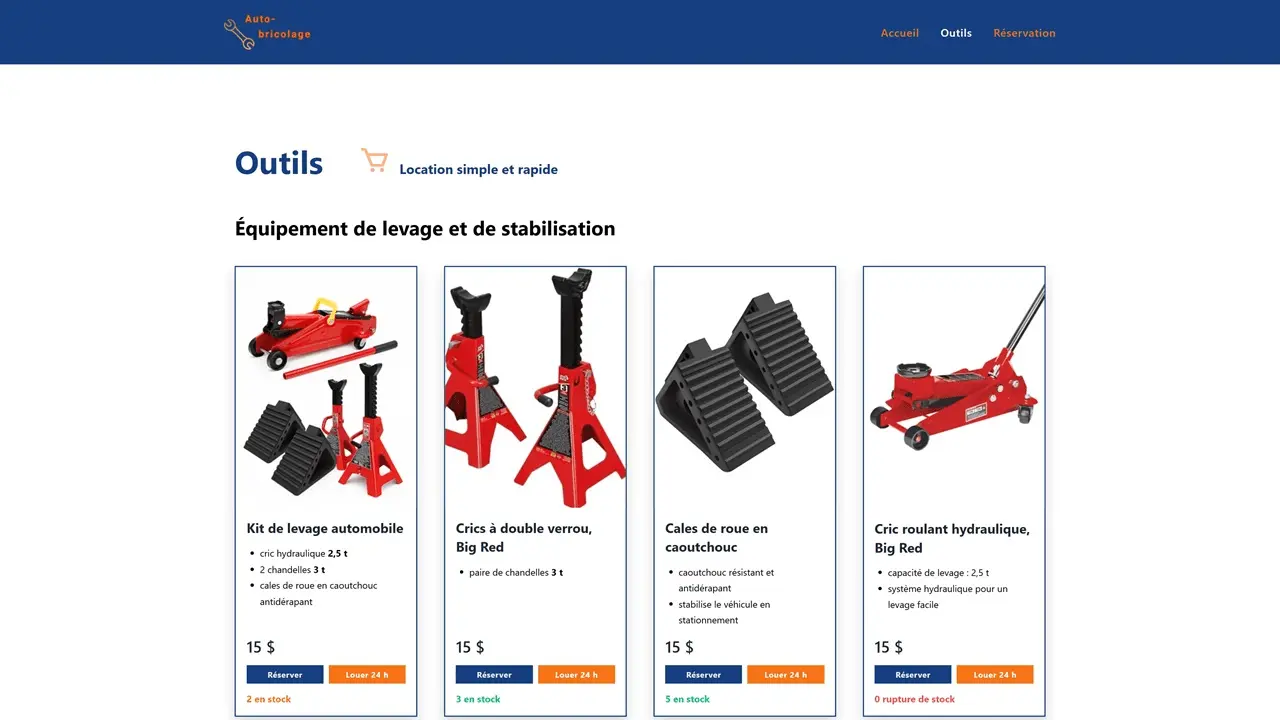 Auto-
bricolage
Accueil
Outils
Réservation
Outils
Location simple et rapide
Équipement de levage et de stabilisation
Kit de levage automobile
• cric hydraulique 2,5 t
• 2 chandelles 3 t
• cales de roue en caoutchouc
antidérapant
15 $
Réserver
Louer 24 h
2 en stock
Crics à double verrou,
Big Red
• paire de chandelles 3 t
15 $
Réserver
Louer 24 h
3 en stock
Cales de roue en
caoutchouc
• caoutchouc résistant et
antidérapant
• stabilise le véhicule en
stationnement
15 $
Réserver
Louer 24 h
5 en stock
Cric roulant hydraulique,
Big Red
• capacité de levage : 2,5 t
• système hydraulique pour un
levage facile
15 $
Réserver
Louer 24 h
0 rupture de stock